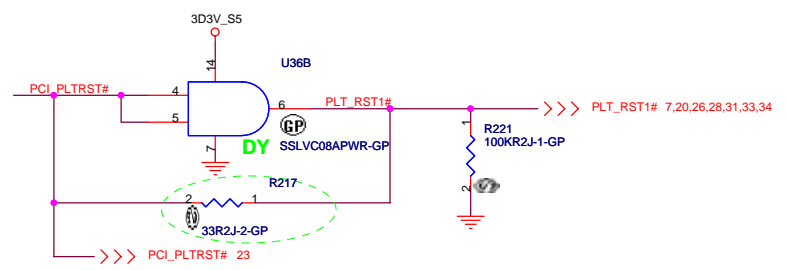 3D3V_S5
14
U36B
PCI_PLTRST#
4
5
6
PLT_RST1#
PLT_RST1# 7,20,26,28,31,33,34
GP
DY
SSLVC08APWR-GP
7
1
R221
100KR2J-1-GP
2
R217
2
1
33R2J-2-GP
PCI_PLTRST# 23